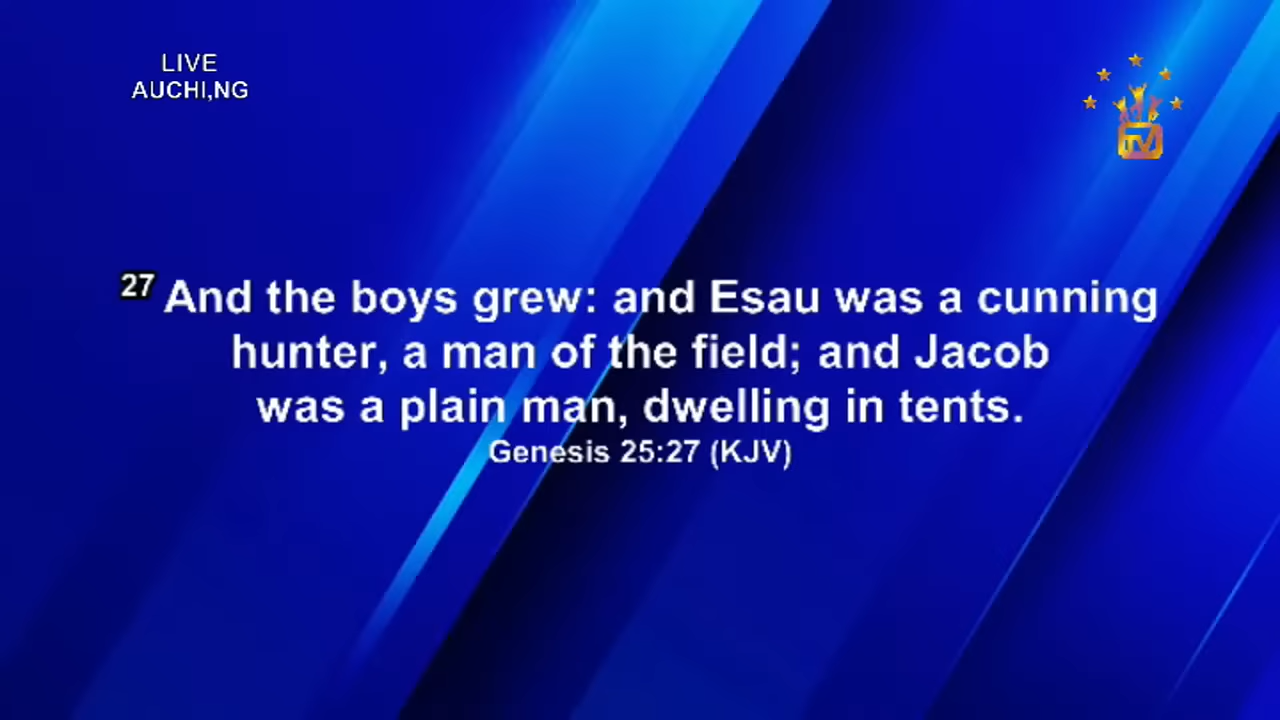 LIVE
AUCHI,NG
TV
27 And the boys grew: and Esau was a cunning
hunter, a man of the field; and Jacob
was a plain man, dwelling in tents.
Genesis 25:27 (KJV)